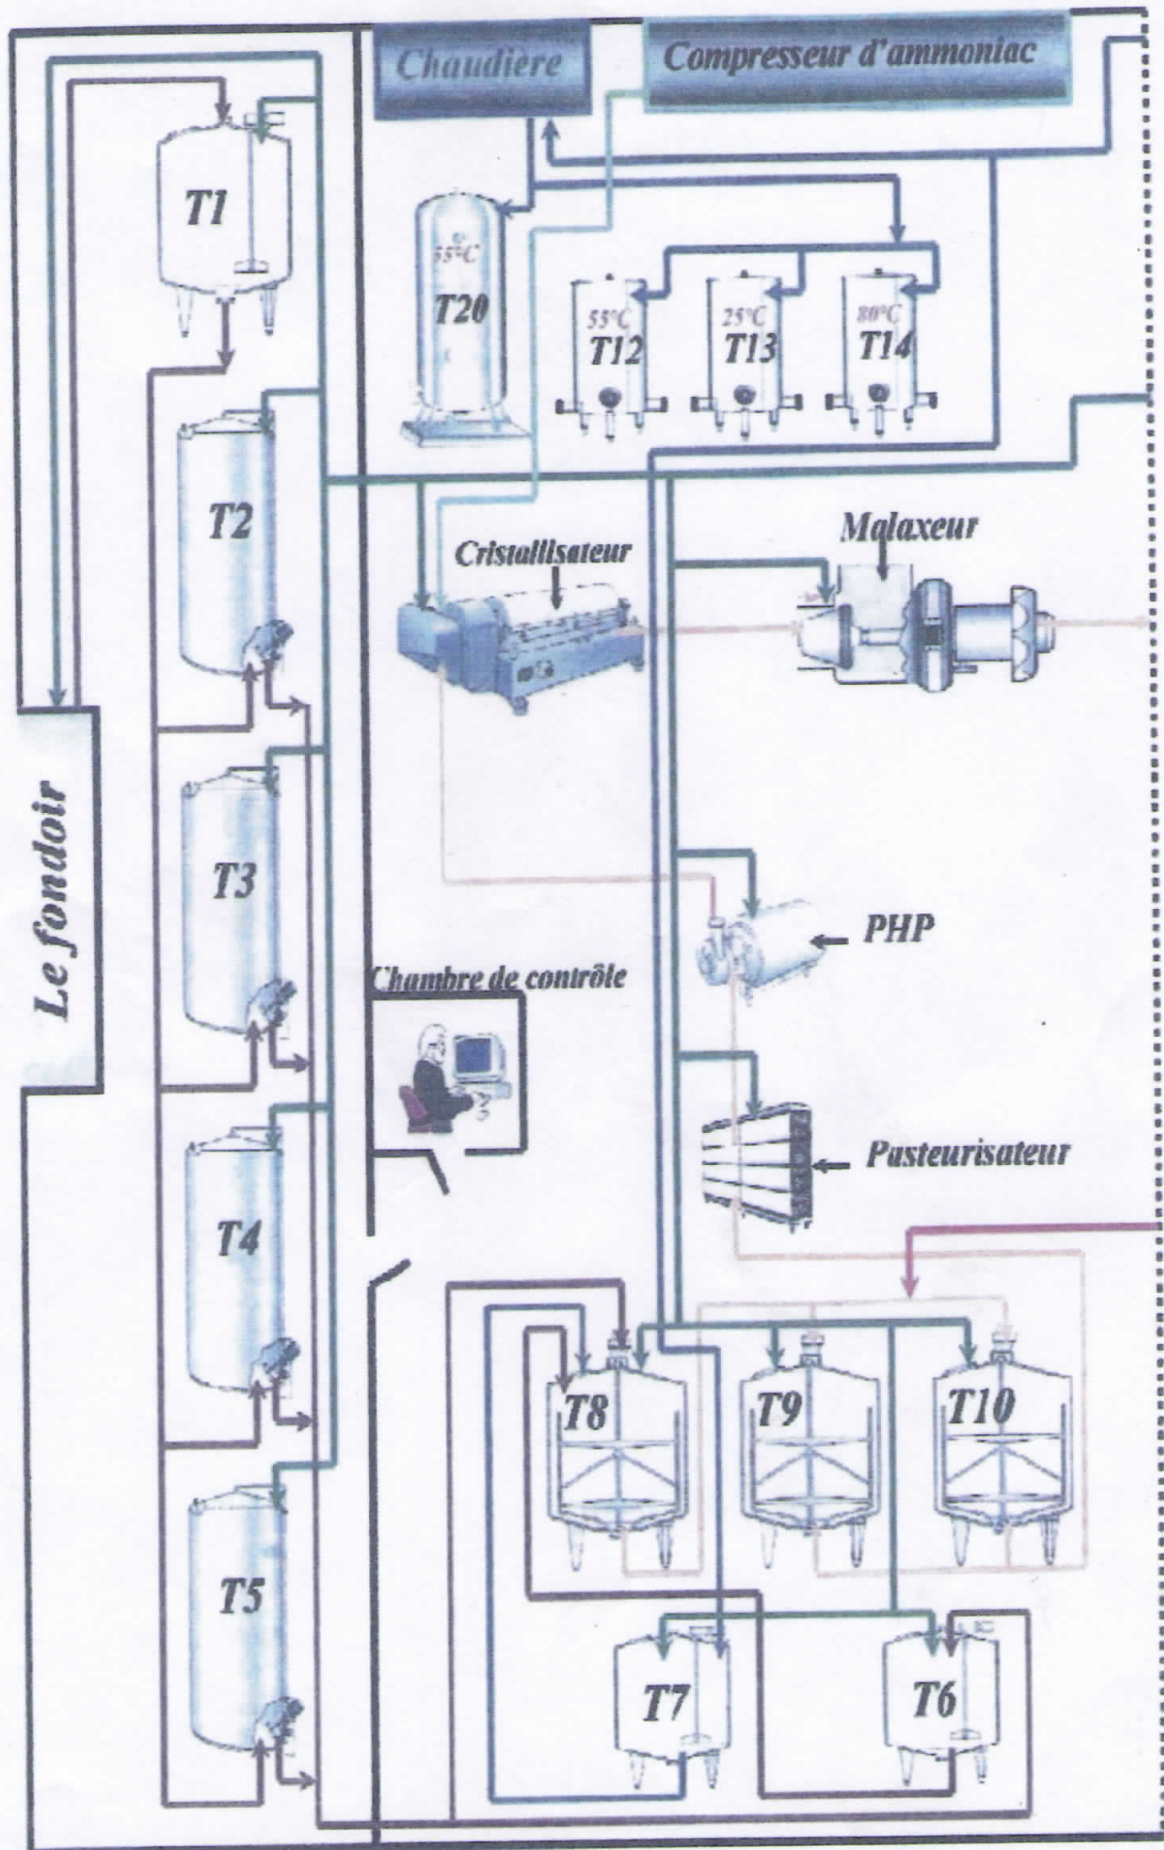 Chaudière
Compresseur d'ammoniac
T1
55°C
T20
55°C
T12
25°C
T13
80°C
T14
T2
Cristallisateur
Malaxeur
T3
Le fondoir
PHP
Chambre de contrôle
T4
Pasteurisateur
T8
T9
T10
T5
T7
T6